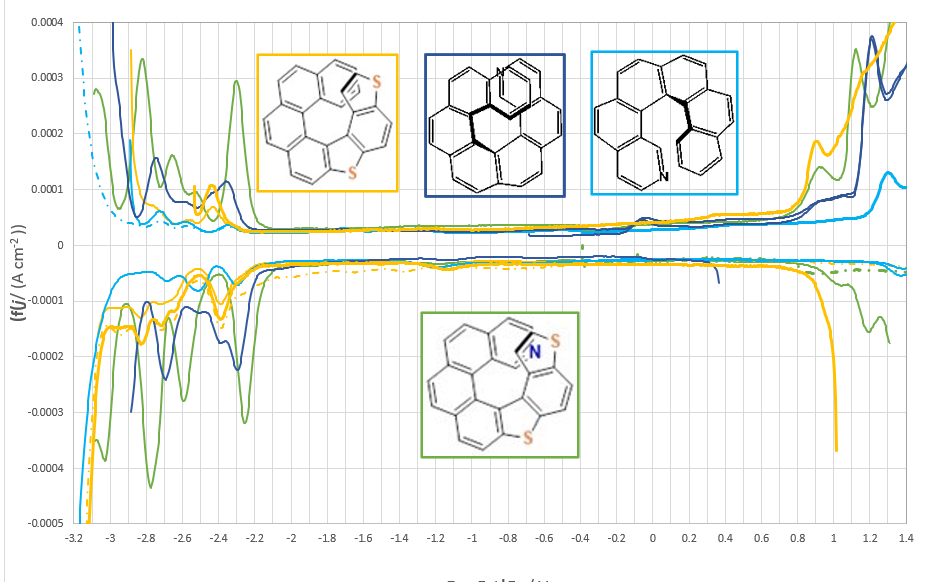 0.0004
0.0003
0.0002
0.0001
0
-0.0001
-0.0002
-0.0003
-0.0004
-0.0005
(f(j/ (A cm⁻² ))
S
S
N
N
S
N
S
-3.2 -3 -2.8 -2.6 -2.4 -2.2 -2 -1.8 -1.6 -1.4 -1.2 -1 -0.8 -0.6 -0.4 -0.2 0 0.2 0.4 0.6 0.8 1 1.2 1.4